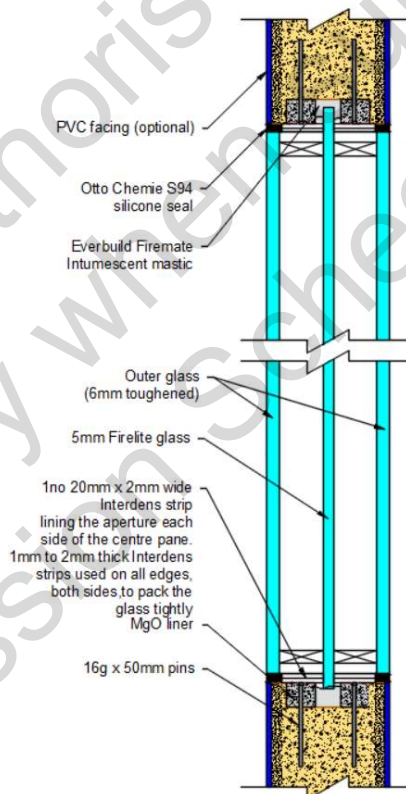 PVC facing (optional)
Otto Chemie S94
silicone seal
Everbuild Firemate
Intumescent mastic
Outer glass
(6mm toughened)
5mm Firelite glass
1no 20mm x 2mm wide
Interdens strip
lining the aperture each
side of the centre pane.
1mm to 2mm thick Interdens
strips used on all edges,
both sides,to pack the
glass tightly
MgO liner
16g x 50mm pins